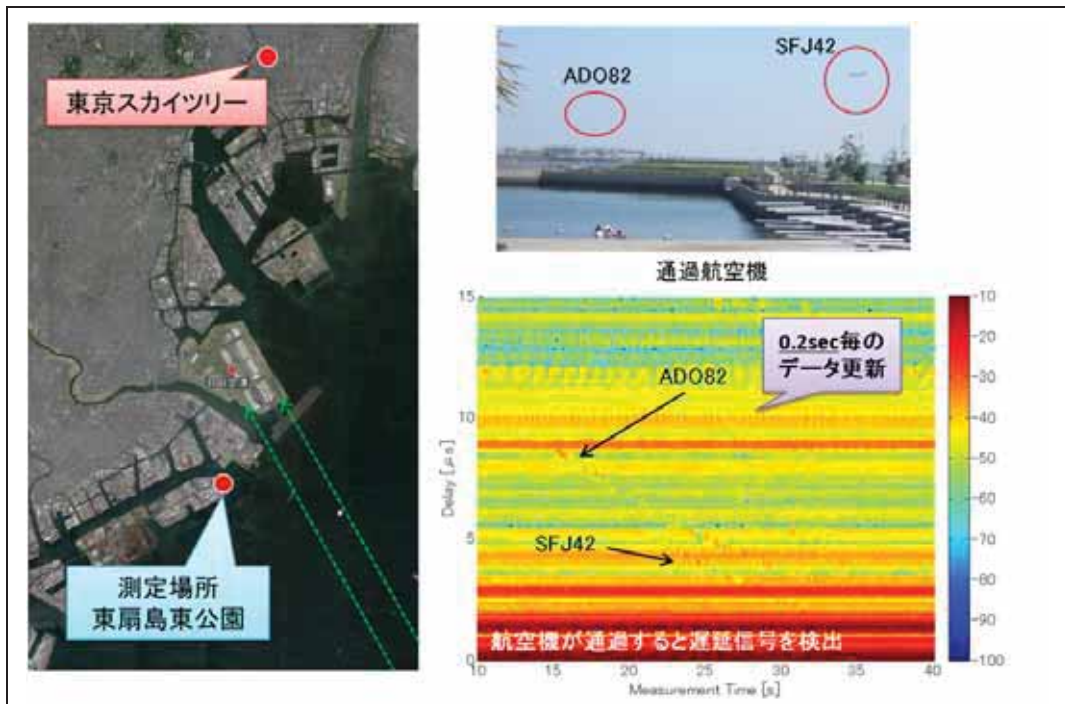 東京スカイツリー
羽田空港
測定場所
東扇島東公園
ADO82
SFJ42
通過航空機
15
10
5
0
Delay [μs]
0.2sec毎の
データ更新
ADO82
SFJ42
航空機が通過すると遅延信号を検出
10
15
20
25
30
35
40
Measurement Time [s]
-10
-20
-30
-40
-50
-60
-70
-80
-90
-100